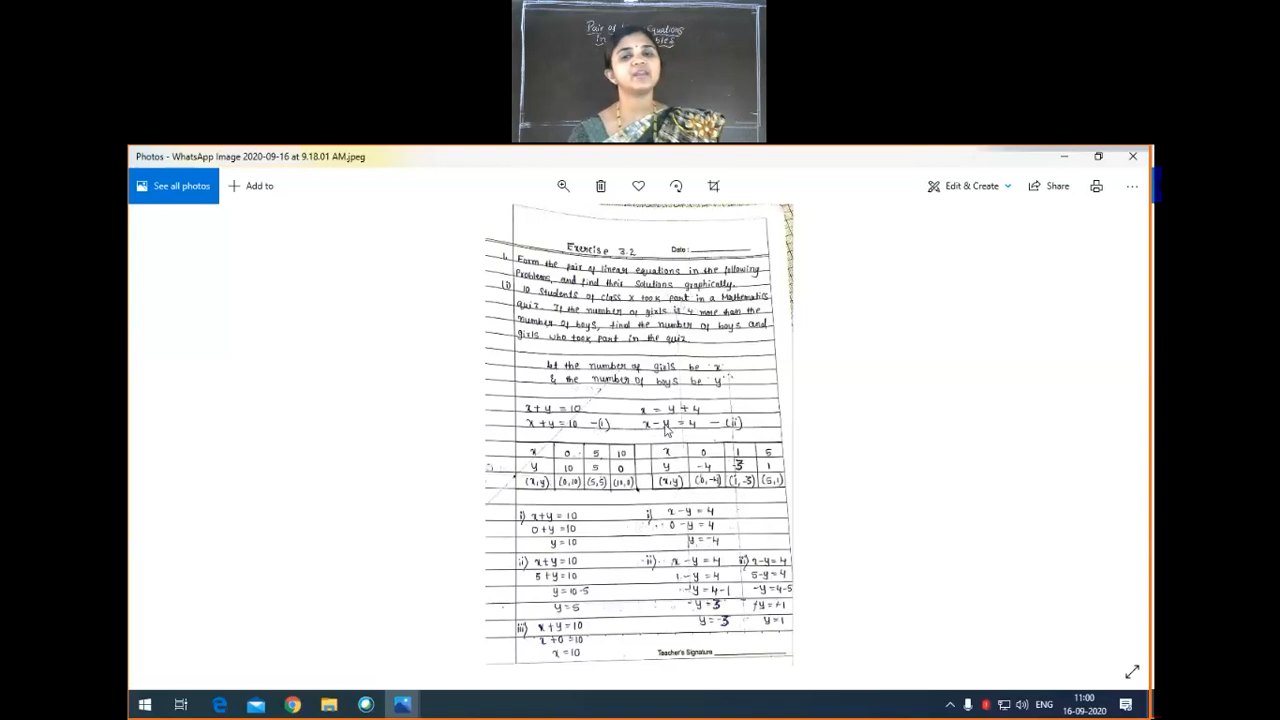 Pair of Equations
In bles
Photos - WhatsApp Image 2020-09-16 at 9.18.01 AM.jpeg
See all photos
Add to
Edit & Create
Share
Exercise 3.2 Date:
1. Form the pair of linear equations in the following
Problems, and find their solutions graphically.
(i) 10 Students of class X took part in a Mathematics
quiz. If the number of girls is 4 more than the
number of boys, find the number of boys and
girls who took part in the quiz.
let the number of girls be 'x'
& the number of boys be 'y'
x+y = 10 x = y + 4
x + y = 10 -(i) x - y = 4 - (ii)
x 0 5 10 x 0 1 5
y 10 5 0 y -4 -3 1
(x,y) (0,10) (5,5) (10,0) (x,y) (0,-4) (1,-3) (5,1)
i) x+y = 10 i) x-y = 4
0+y = 10 0-y = 4
y = 10 y = -4
ii) x+y = 10 ii) x-y = 4 iii) x-y = 4
5+y = 10 1-y = 4 5-y = 4
y = 10-5 -y = 4-1 -y = 4-5
y = 5 -y = 3 -y = -1
iii) x+y = 10 y = -3 y = 1
x+0 = 10
x = 10 Teacher's Signature
ENG
11:00
16-09-2020